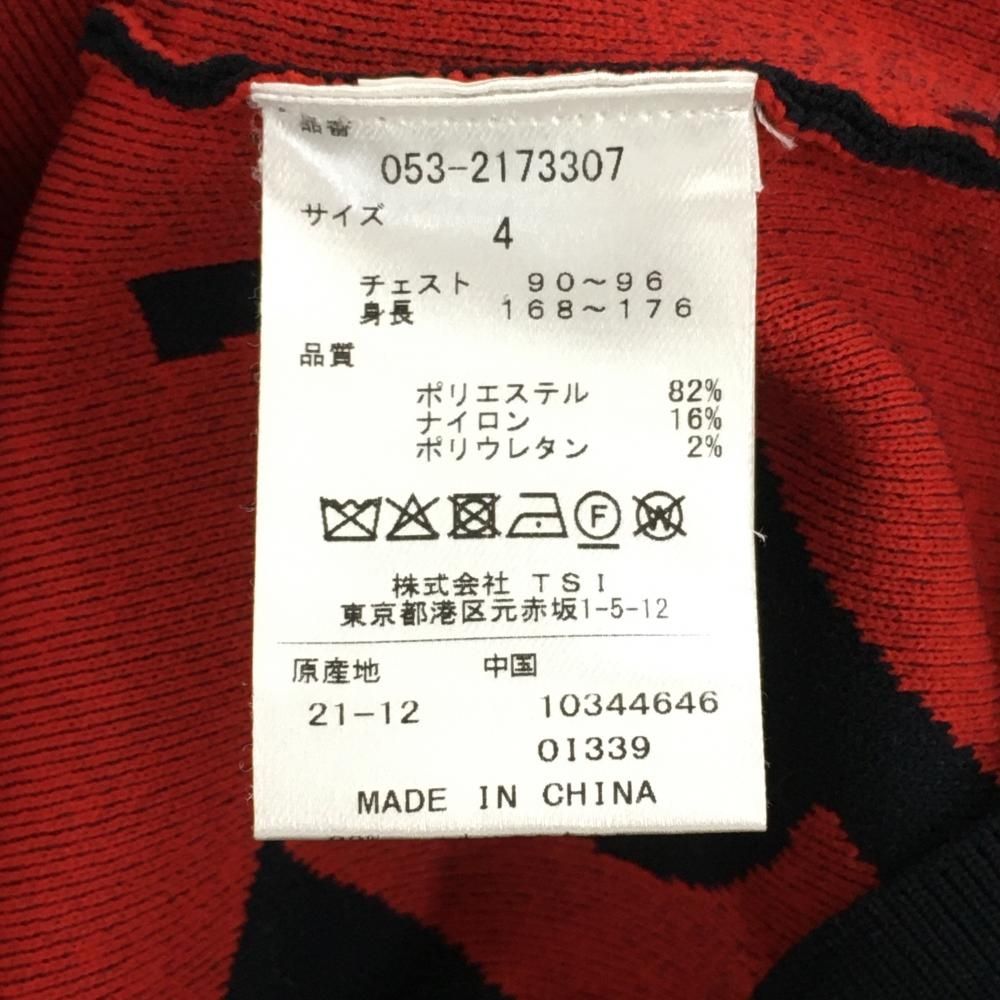 品番
053-2173307
サイズ
4
チェスト 90～96
身長 168～176
品質
ポリエステル 82%
ナイロン 16%
ポリウレタン 2%
F W
株式会社 TSI
東京都港区元赤坂1-5-12
原産地 中国
21-12 10344646
01339
MADE IN CHINA